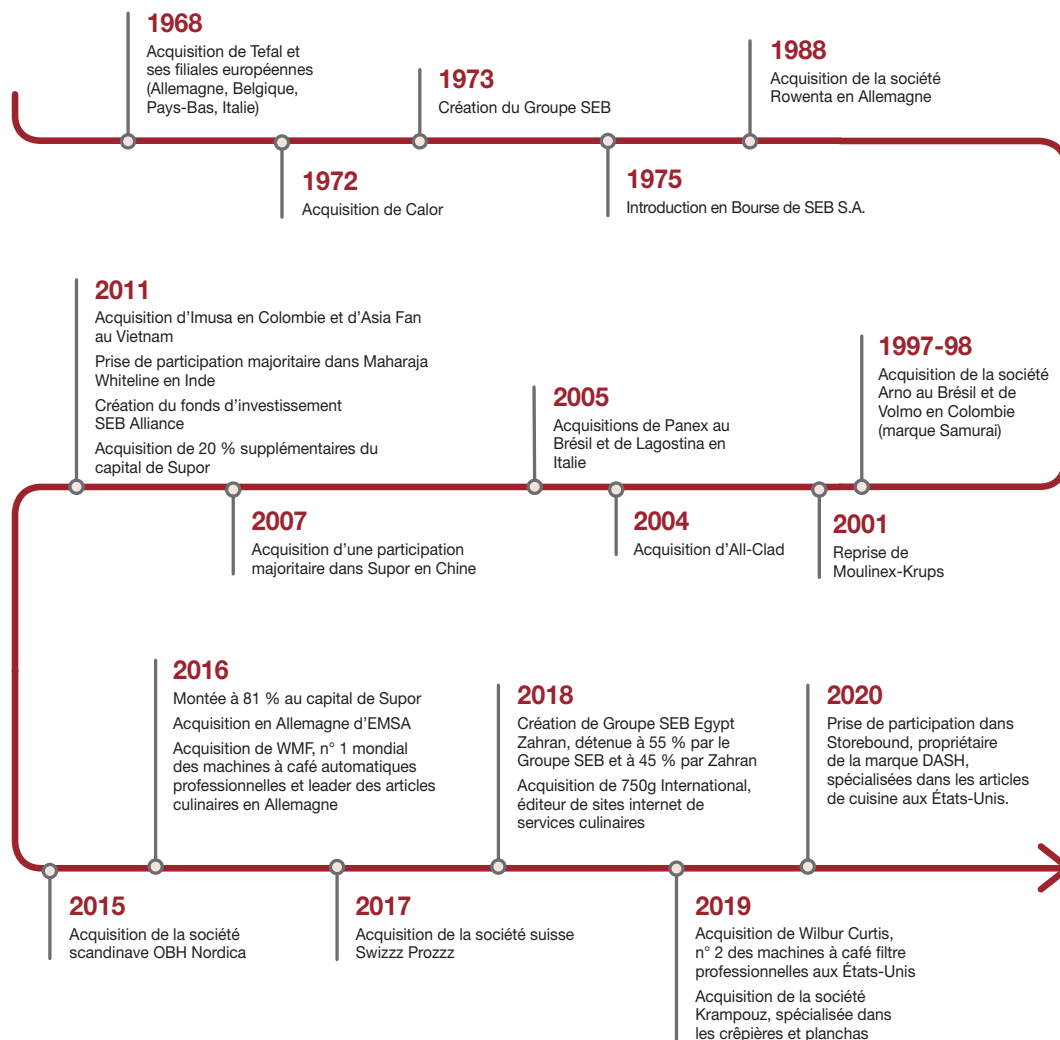 1968
Acquisition de Tefal et
ses filiales européennes
(Allemagne, Belgique,
Pays-Bas, Italie)
1972
Acquisition de Calor
1973
Création du Groupe SEB
1975
Introduction en Bourse de SEB S.A.
1988
Acquisition de la société
Rowenta en Allemagne
1997-98
Acquisition de la société
Arno au Brésil et de
Volmo en Colombie
(marque Samurai)
2001
Reprise de
Moulinex-Krups
2004
Acquisition d’All-Clad
2005
Acquisitions de Panex au
Brésil et de Lagostina en
Italie
2007
Acquisition d’une participation
majoritaire dans Supor en Chine
2011
Acquisition d’Imusa en Colombie et d’Asia Fan
au Vietnam
Prise de participation majoritaire dans Maharaja
Whiteline en Inde
Création du fonds d’investissement
SEB Alliance
Acquisition de 20 % supplémentaires du
capital de Supor
2015
Acquisition de la société
scandinave OBH Nordica
2016
Montée à 81 % au capital de Supor
Acquisition en Allemagne d’EMSA
Acquisition de WMF, n° 1 mondial
des machines à café automatiques
professionnelles et leader des articles
culinaires en Allemagne
2017
Acquisition de la société suisse
Swizzz Prozzz
2018
Création de Groupe SEB Egypt
Zahran, détenue à 55 % par le
Groupe SEB et à 45 % par Zahran
Acquisition de 750g International,
éditeur de sites internet de
services culinaires
2019
Acquisition de Wilbur Curtis,
n° 2 des machines à café filtre
professionnelles aux États-Unis
Acquisition de la société
Krampouz, spécialisée dans
les crêpières et planchas
2020
Prise de participation dans
Storebound, propriétaire
de la marque DASH,
spécialisées dans les articles
de cuisine aux États-Unis.